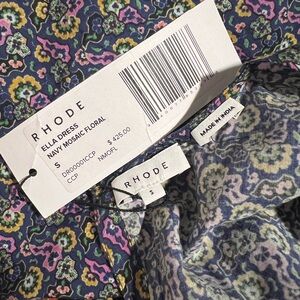 RHODE
ELLA DRESS
NAVY MOSAIC FLORAL
S $ 425.00
DR00001CCP
CCP NMOFL
RHODE
S
MADE IN INDIA